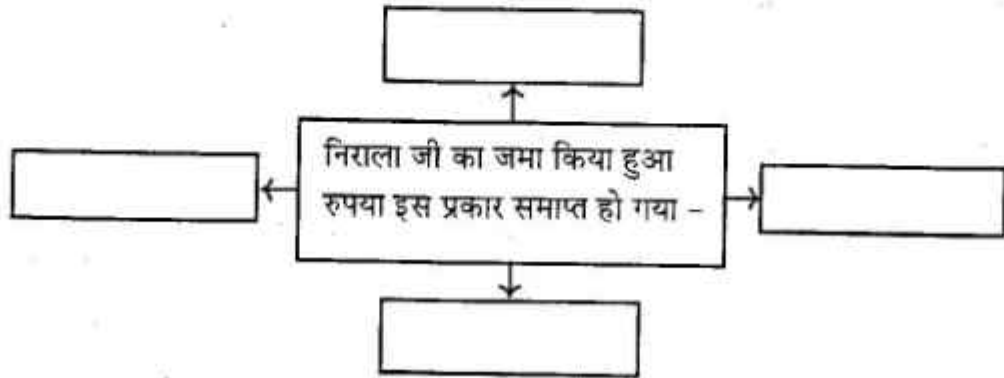 निराला जी का जमा किया हुआ
रुपया इस प्रकार समाप्त हो गया –